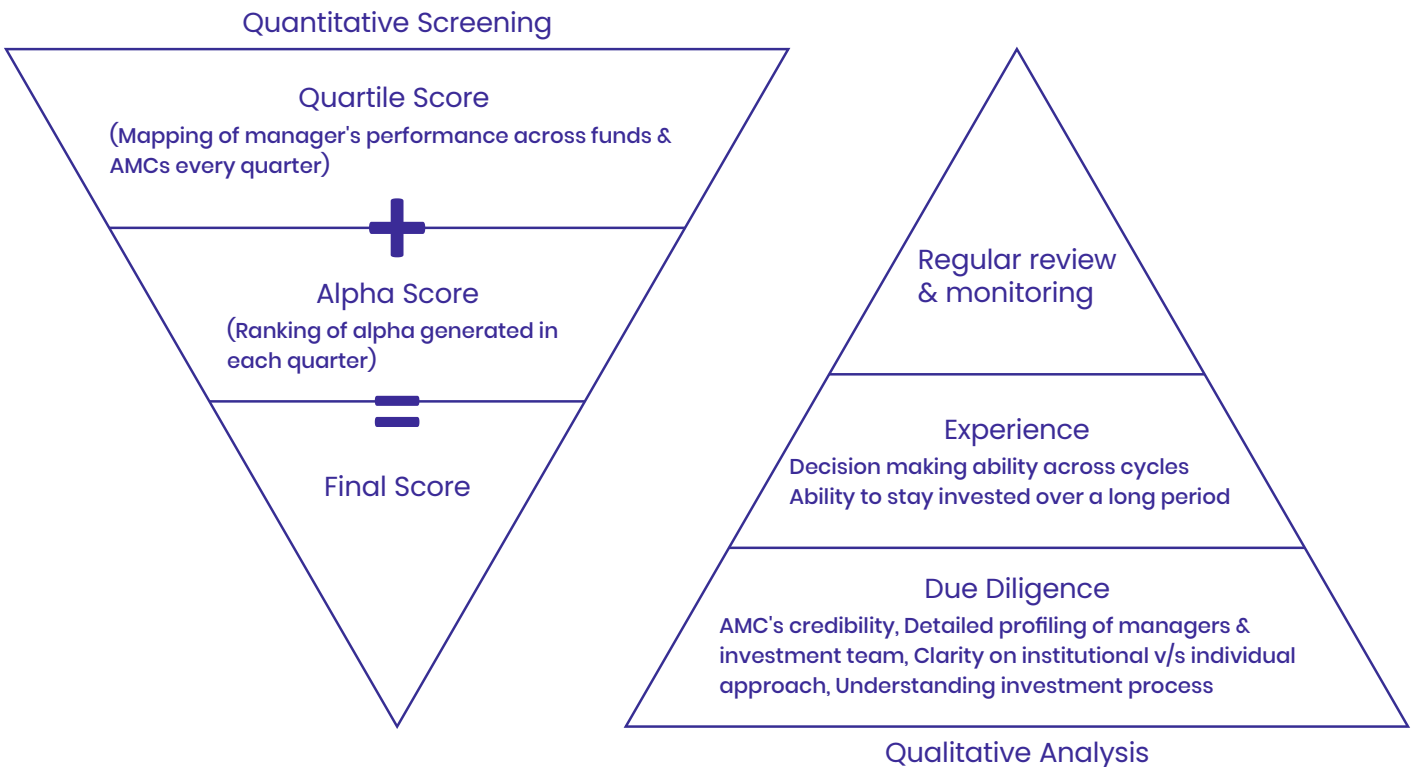 Quantitative Screening
Quartile Score
(Mapping of manager's performance across funds &
AMCs every quarter)
+
Alpha Score
(Ranking of alpha generated in
each quarter)
=
Final Score
Regular review
& monitoring
Experience
Decision making ability across cycles
Ability to stay invested over a long period
Due Diligence
AMC's credibility, Detailed profiling of managers &
investment team, Clarity on institutional v/s individual
approach, Understanding investment process
Qualitative Analysis